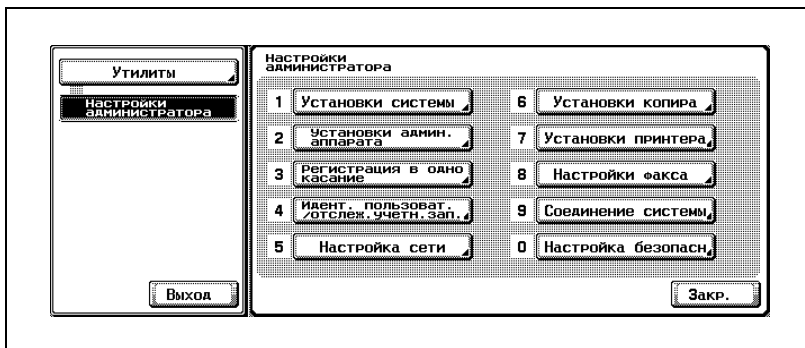 Утилиты
Настройки
администратора
Настройки
администратора
1 Установки системы
2 Установки админ.
аппарата
3 Регистрация в одно
касание
4 Идент. пользоват.
/отслеж.учетн.зап.
5 Настройка сети
6 Установки копира
7 Установки принтера
8 Настройки факса
9 Соединение системы
0 Настройка безопасн
Выход
Закр.